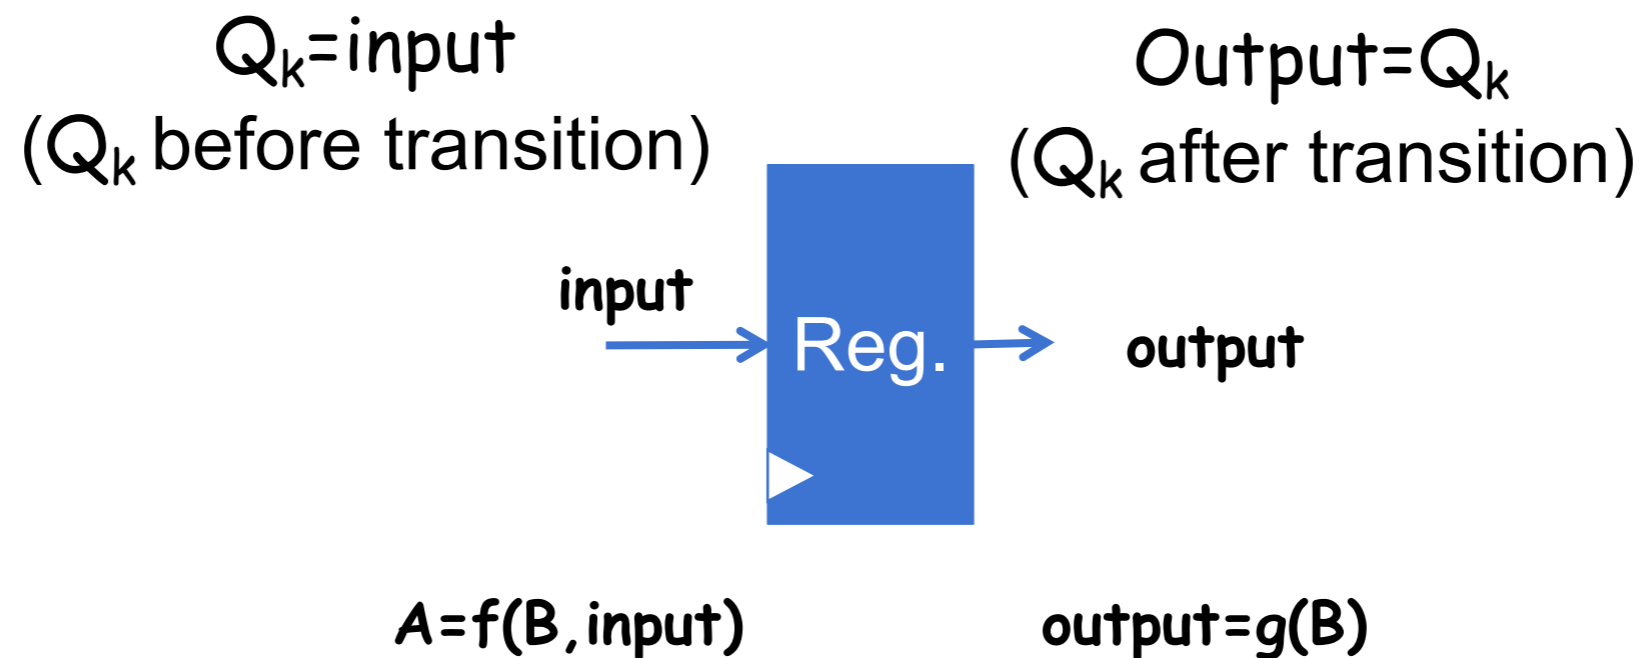 Qₖ=input
(Qₖ before transition)
Output=Qₖ
(Qₖ after transition)
input
Reg.
output
A=f(B,input)
output=g(B)